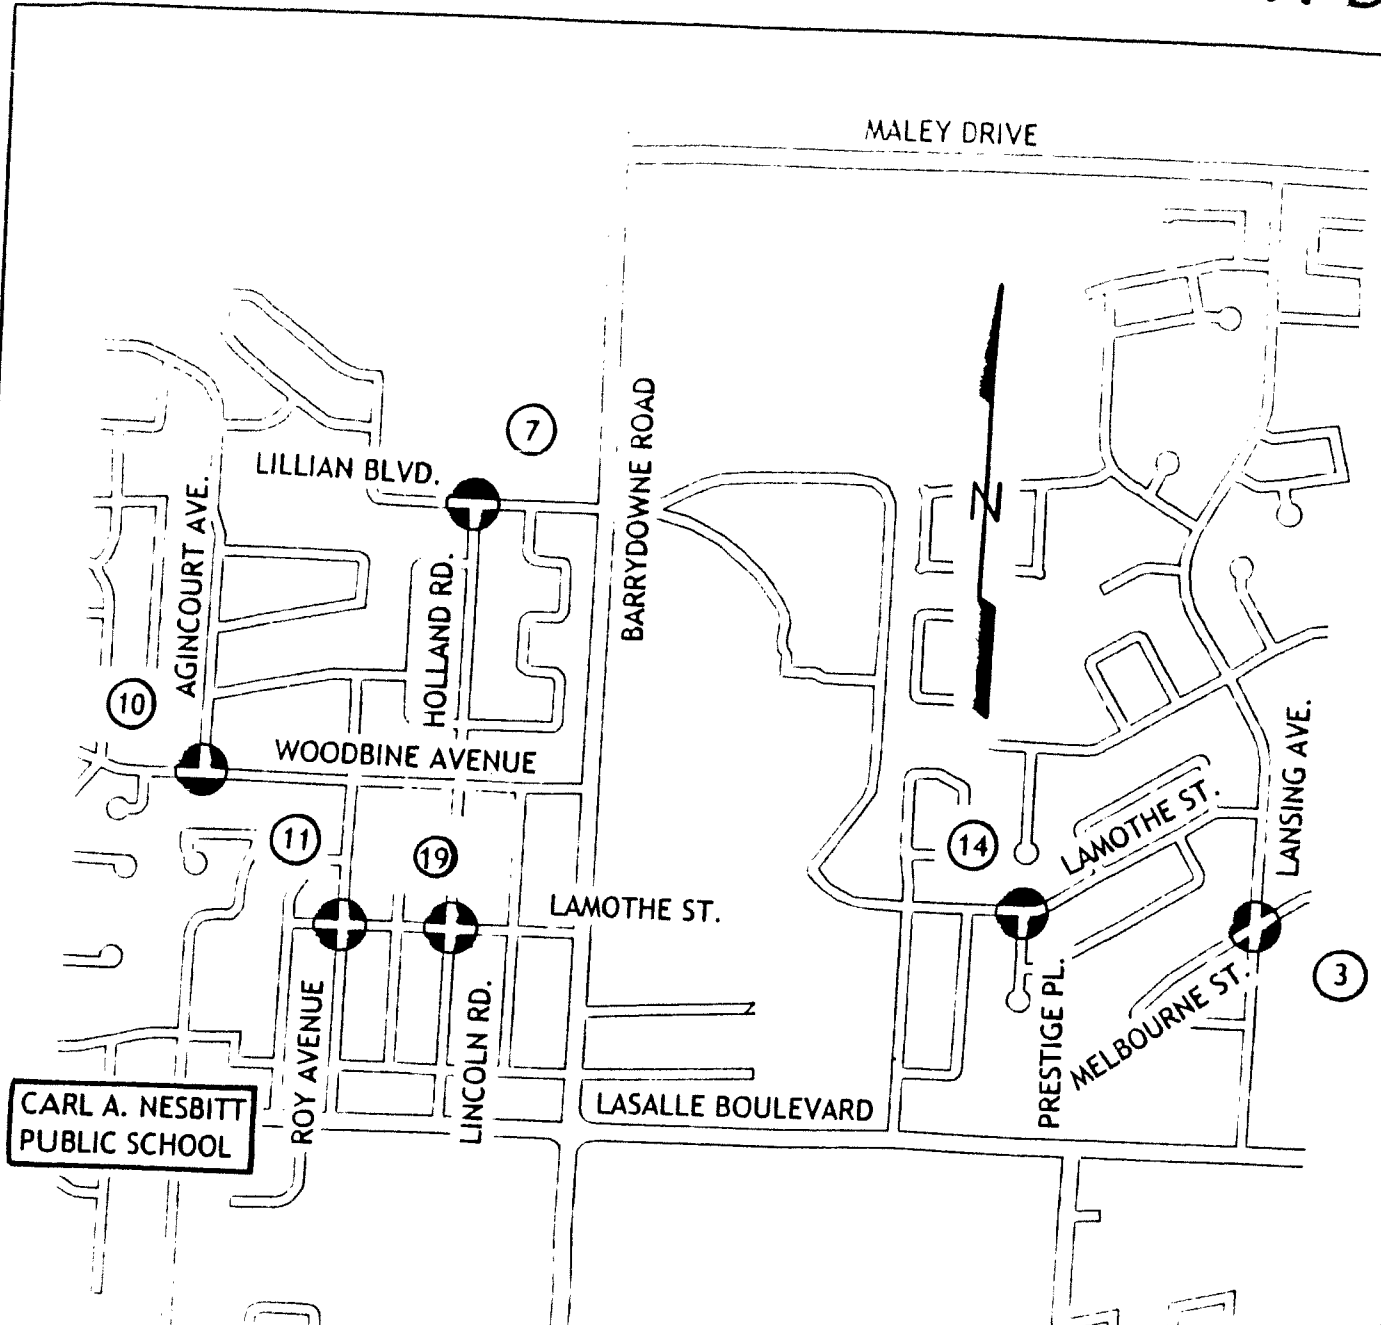 MALEY DRIVE
7
LILLIAN BLVD.
BARRYDOWNE ROAD
N
AGINCOURT AVE.
HOLLAND RD.
10
WOODBINE AVENUE
LANSING AVE.
11
19
14
LAMOTHE ST.
LAMOTHE ST.
3
ROY AVENUE
LINCOLN RD.
PRESTIGE PL.
MELBOURNE ST.
CARL A. NESBITT
PUBLIC SCHOOL
LASALLE BOULEVARD